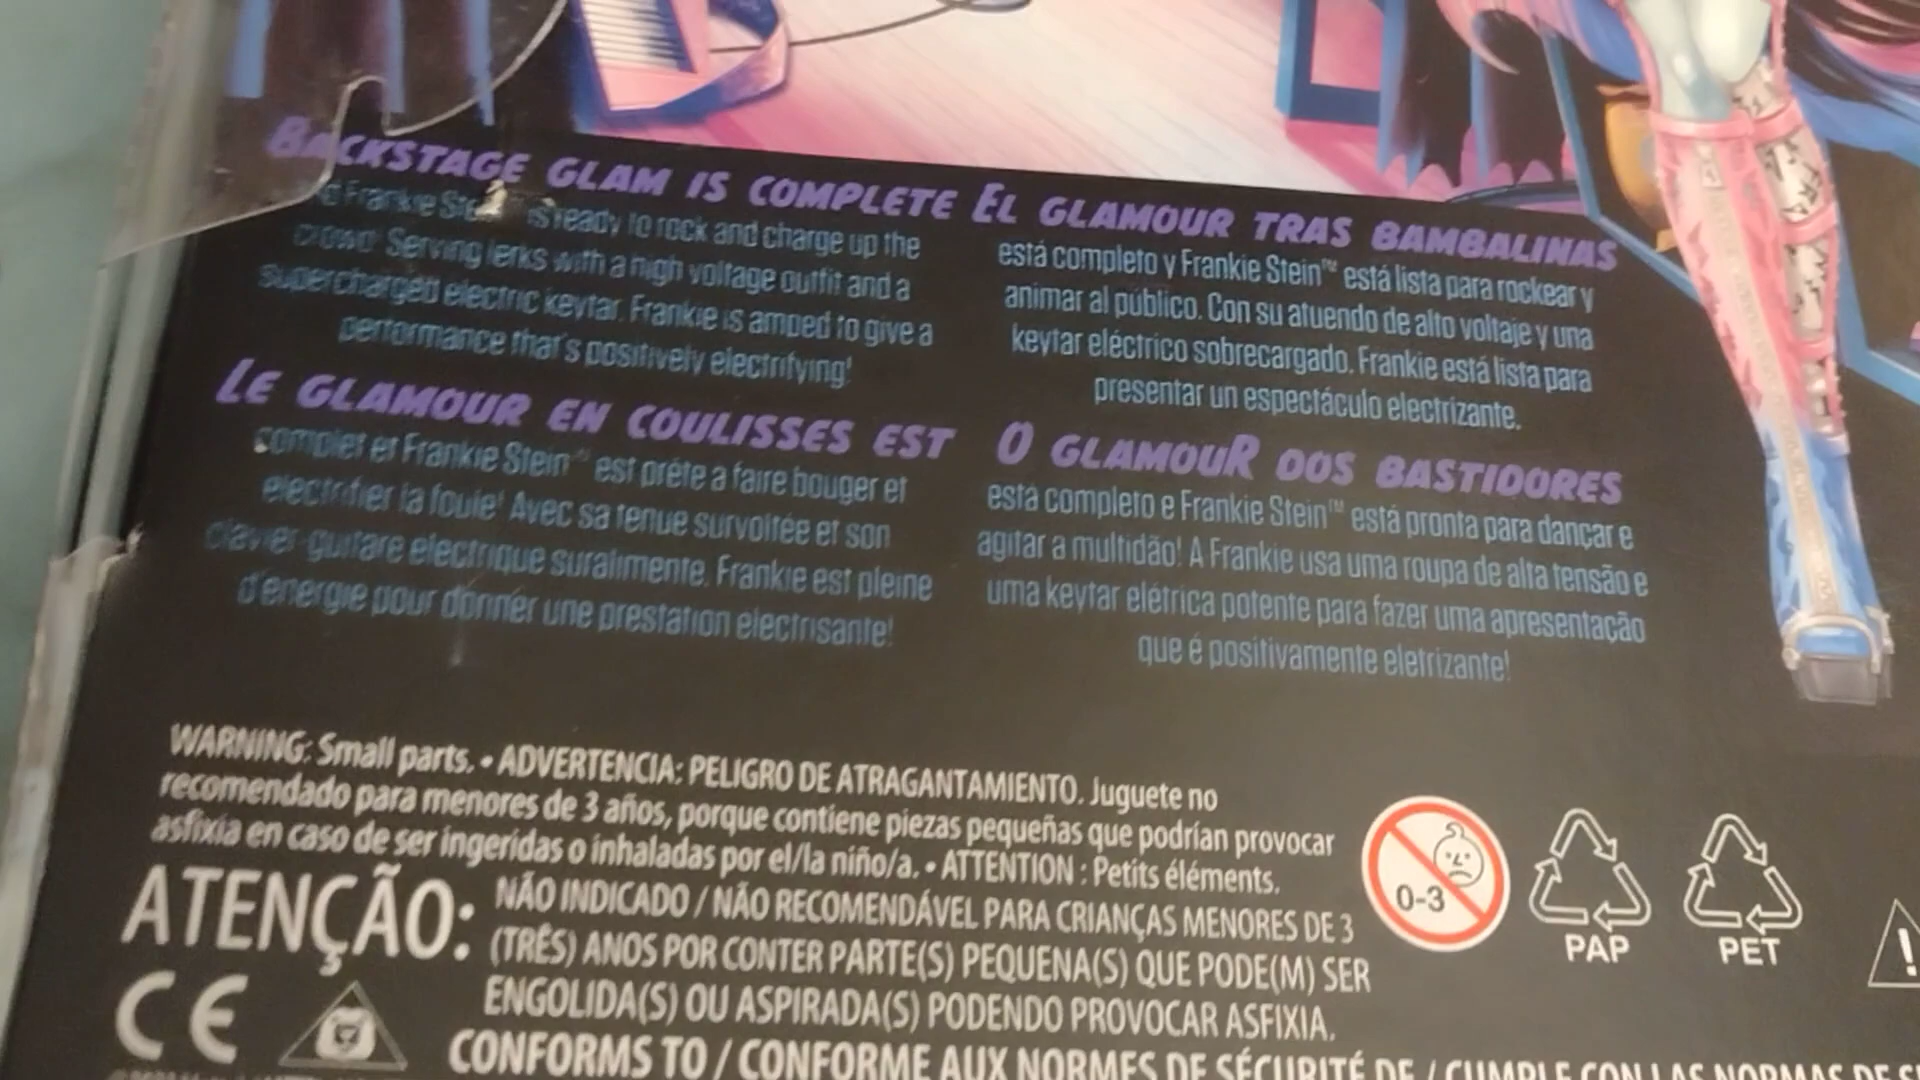 BACKSTAGE GLAM IS COMPLETE
Frankie Stein is ready to rock and charge up the
crowd! Serving lerks with a high voltage outfit and a
supercharged electric keytar, Frankie is amped to give a
performance that's positively electrifying!
EL GLAMOUR TRAS BAMBALINAS
está completo y Frankie Stein™ está lista para rockear y
animar al público. Con su atuendo de alto voltaje y una
keytar eléctrico sobrecargado, Frankie está lista para
presentar un espectáculo electrizante.
LE GLAMOUR EN COULISSES EST
complet et Frankie Stein™ est prête à faire bouger et
électrifier la foule! Avec sa tenue survoltée et son
clavier-guitare électrique suralimenté, Frankie est pleine
d'énergie pour donner une prestation électrisante!
O GLAMOUR DOS BASTIDORES
está completo e Frankie Stein™ está pronta para dançar e
agitar a multidão! A Frankie usa uma roupa de alta tensão e
uma keytar elétrica potente para fazer uma apresentação
que é positivamente eletrizante!
WARNING: Small parts. • ADVERTENCIA: PELIGRO DE ATRAGANTAMIENTO. Juguete no
recomendado para menores de 3 años, porque contiene piezas pequeñas que podrían provocar
asfixia en caso de ser ingeridas o inhaladas por el/la niño/a. • ATTENTION : Petits éléments.
ATENÇÃO: NÃO INDICADO / NÃO RECOMENDÁVEL PARA CRIANÇAS MENORES DE 3
(TRÊS) ANOS POR CONTER PARTE(S) PEQUENA(S) QUE PODE(M) SER
ENGOLIDA(S) OU ASPIRADA(S) PODENDO PROVOCAR ASFIXIA.
0-3
PAP
PET
CE
CONFORMS TO / CONFORME AUX NORMES DE SÉCURITÉ DE / CUMPLE CON LAS NORMAS DE